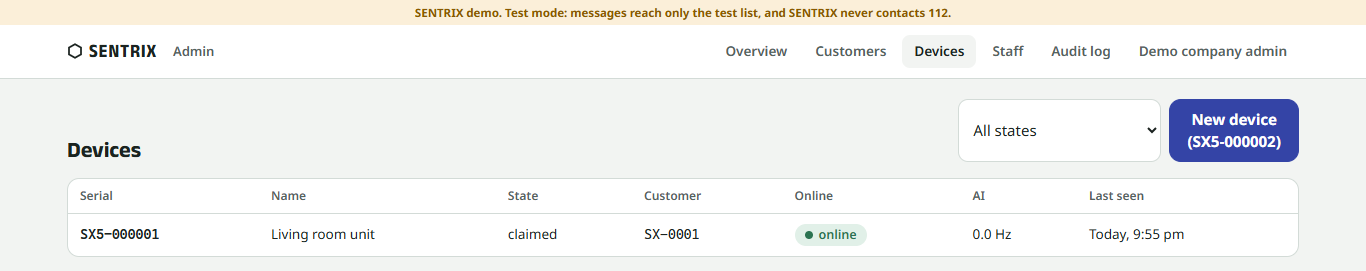 SENTRIX demo. Test mode: messages reach only the test list, and SENTRIX never contacts 112.
SENTRIX Admin Overview Customers Devices Staff Audit log Demo company admin
Devices
All states
New device
(SX5-000002)
Serial Name State Customer Online AI Last seen
SX5-000001 Living room unit claimed SX-0001 online 0.0 Hz Today, 9:55 pm